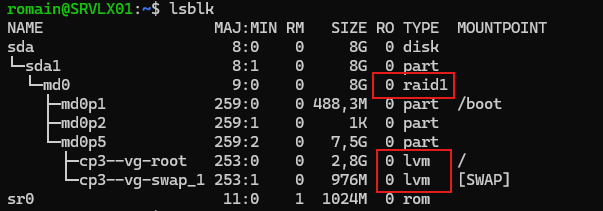 romain@SRVLX01:~$ lsblk
NAME MAJ:MIN RM SIZE RO TYPE MOUNTPOINT
sda 8:0 0 8G 0 disk
└─sda1 8:1 0 8G 0 part
└─md0 9:0 0 8G 0 raid1
├─md0p1 259:0 0 488,3M 0 part /boot
├─md0p2 259:1 0 1K 0 part
└─md0p5 259:2 0 7,5G 0 part
├─cp3--vg-root 253:0 0 2,8G 0 lvm /
└─cp3--vg-swap_1 253:1 0 976M 0 lvm [SWAP]
sr0 11:0 1 1024M 0 rom